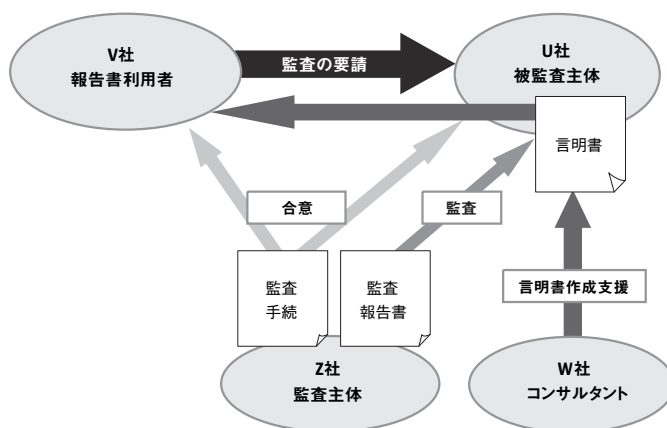 V社
報告書利用者
監査の要請
U社
被監査主体
言明書
合意
監査
監査
手続
監査
報告書
言明書作成支援
Z社
監査主体
W社
コンサルタント